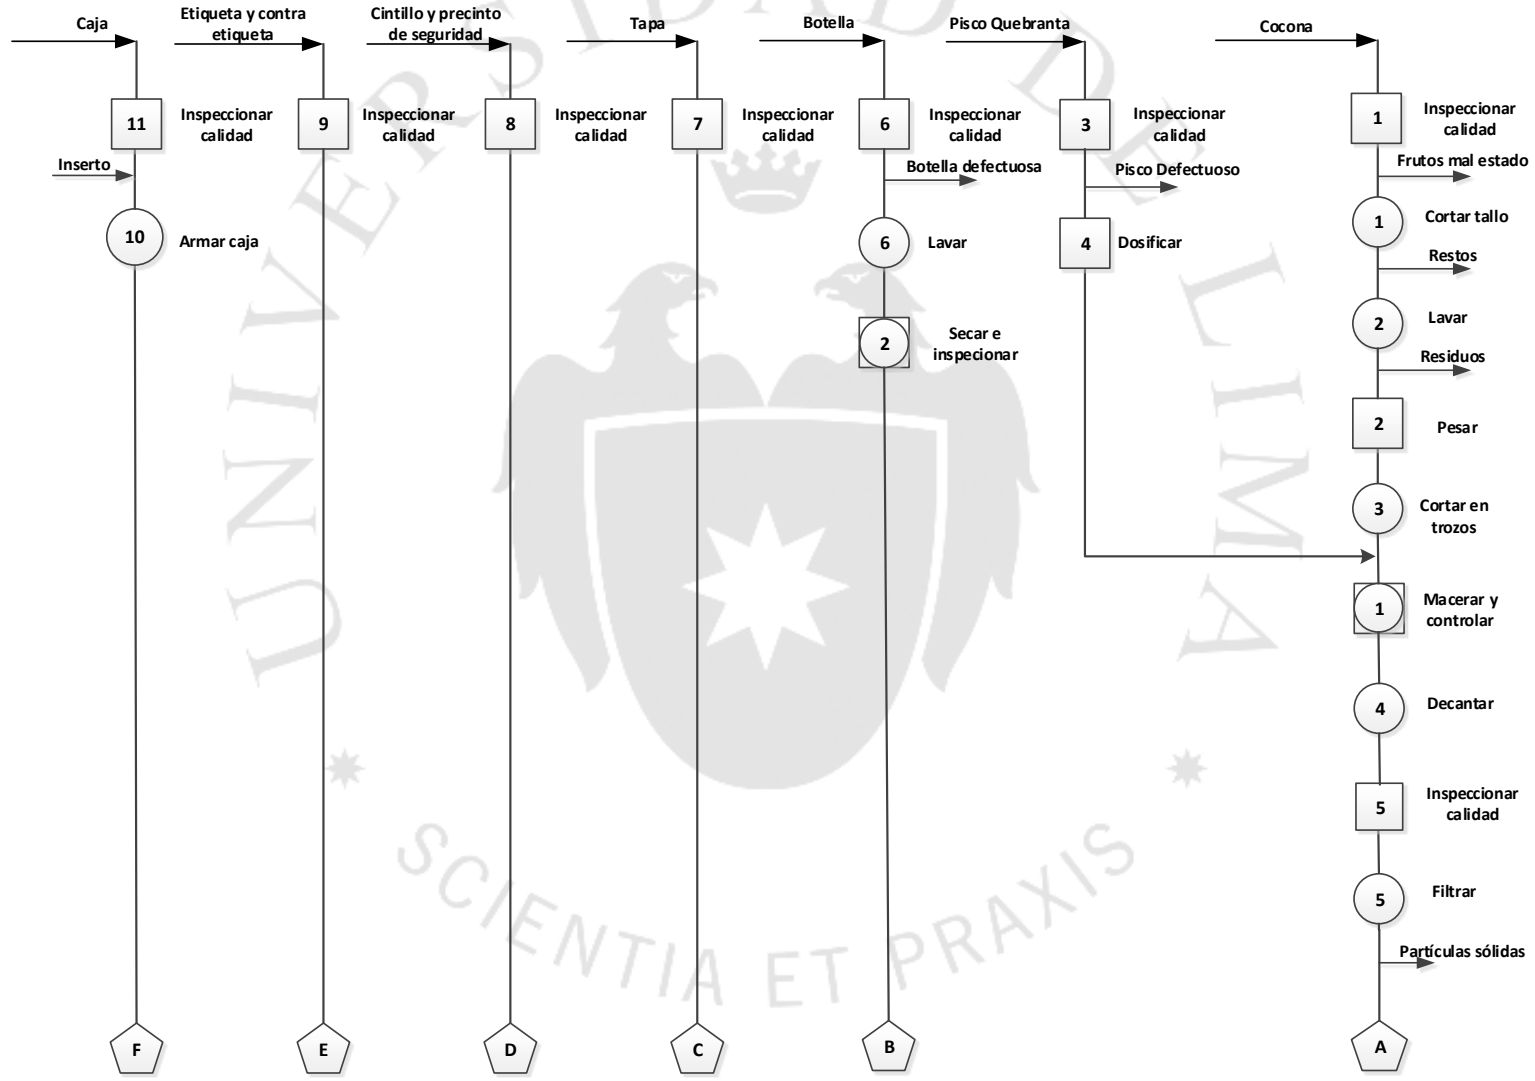 Caja
Etiqueta y contra
etiqueta
Cintillo y precinto
de seguridad
Tapa
Botella
Pisco Quebranta
Cocona
11
Inspeccionar
calidad
9
Inspeccionar
calidad
8
Inspeccionar
calidad
7
Inspeccionar
calidad
6
Inspeccionar
calidad
3
Inspeccionar
calidad
1
Inspeccionar
calidad
Inserto
Botella defectuosa
Pisco Defectuoso
Frutos mal estado
10
Armar caja
6
Lavar
4
Dosificar
1
Cortar tallo
Restos
2
Secar e
inspecionar
2
Lavar
Residuos
2
Pesar
3
Cortar en
trozos
1
Macerar y
controlar
4
Decantar
5
Inspeccionar
calidad
5
Filtrar
Partículas sólidas
F
E
D
C
B
A
UNIVERSIDAD DE LIMA
SCIENTIA ET PRAXIS